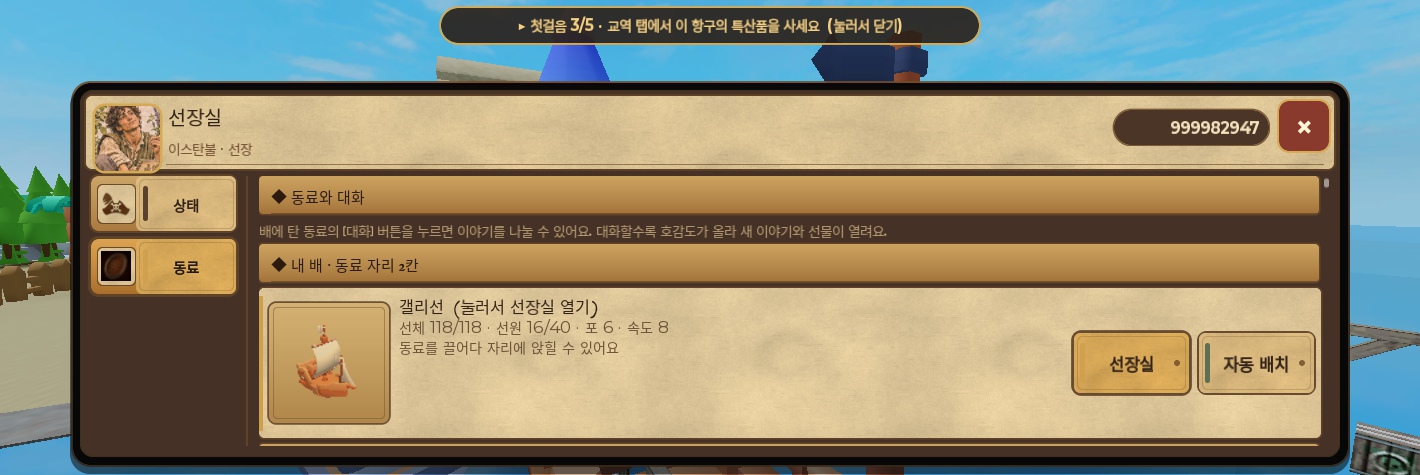 ▸ 첫걸음 3/5 · 교역 탭에서 이 항구의 특산품을 사세요 (눌러서 닫기)
선장실
이스탄불 · 선장
999982947
×
상태
동료
◆ 동료와 대화
배에 탄 동료의 [대화] 버튼을 누르면 이야기를 나눌 수 있어요. 대화할수록 호감도가 올라 새 이야기와 선물이 열려요.
◆ 내 배 · 동료 자리 2칸
갤리선 (눌러서 선장실 열기)
선체 118/118 · 선원 16/40 · 포 6 · 속도 8
동료를 끌어다 자리에 앉힐 수 있어요
선장실
자동 배치